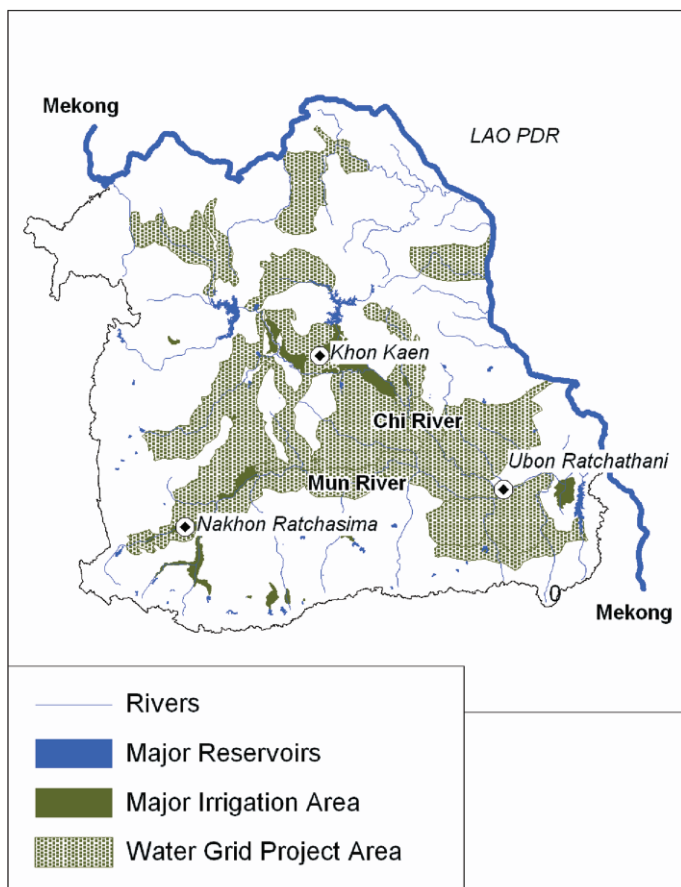 Mekong
LAO PDR
Khon Kaen
Chi River
Ubon Ratchathani
Mun River
Nakhon Ratchasima
0
Mekong
Rivers
Major Reservoirs
Major Irrigation Area
Water Grid Project Area